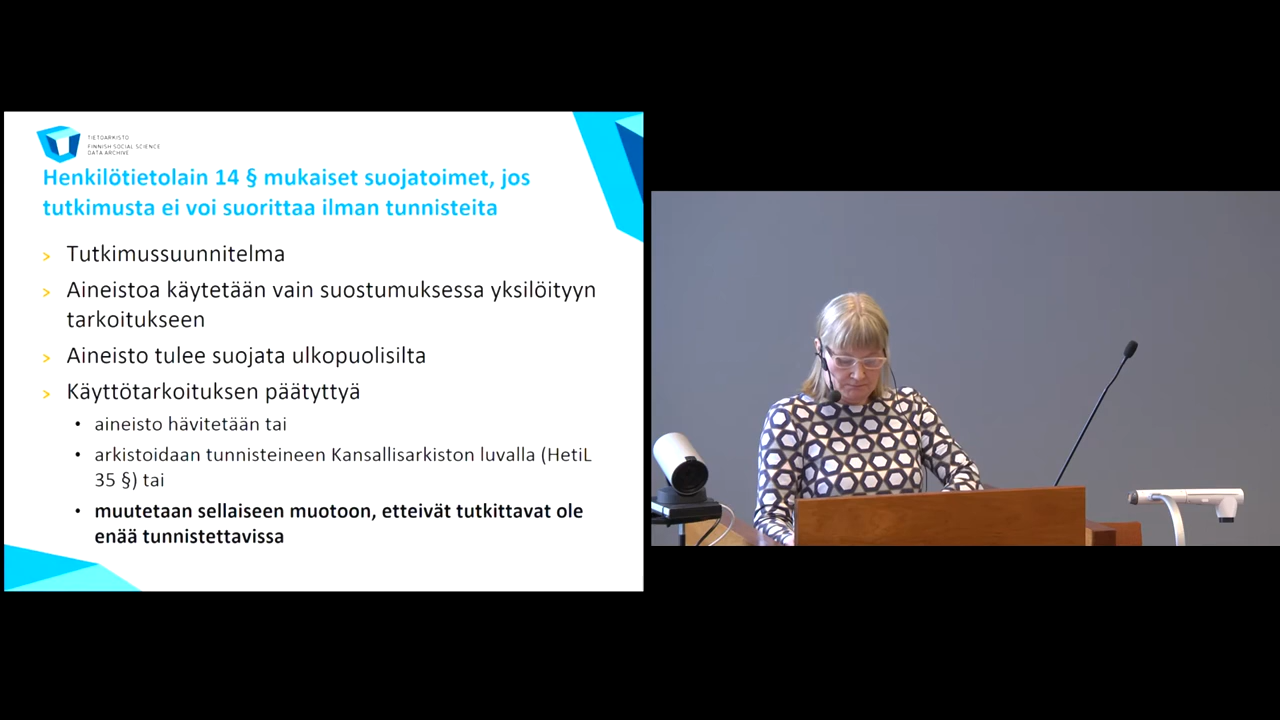 TIETOARKISTO
FINNISH SOCIAL SCIENCE
DATA ARCHIVE
Henkilötietolain 14 § mukaiset suojatoimet, jos
tutkimusta ei voi suorittaa ilman tunnisteita
> Tutkimussuunnitelma
> Aineistoa käytetään vain suostumuksessa yksilöityyn
tarkoitukseen
> Aineisto tulee suojata ulkopuolisilta
> Käyttötarkoituksen päätyttyä
• aineisto hävitetään tai
• arkistoidaan tunnisteineen Kansallisarkiston luvalla (HetiL
35 §) tai
• muutetaan sellaiseen muotoon, etteivät tutkittavat ole
enää tunnistettavissa